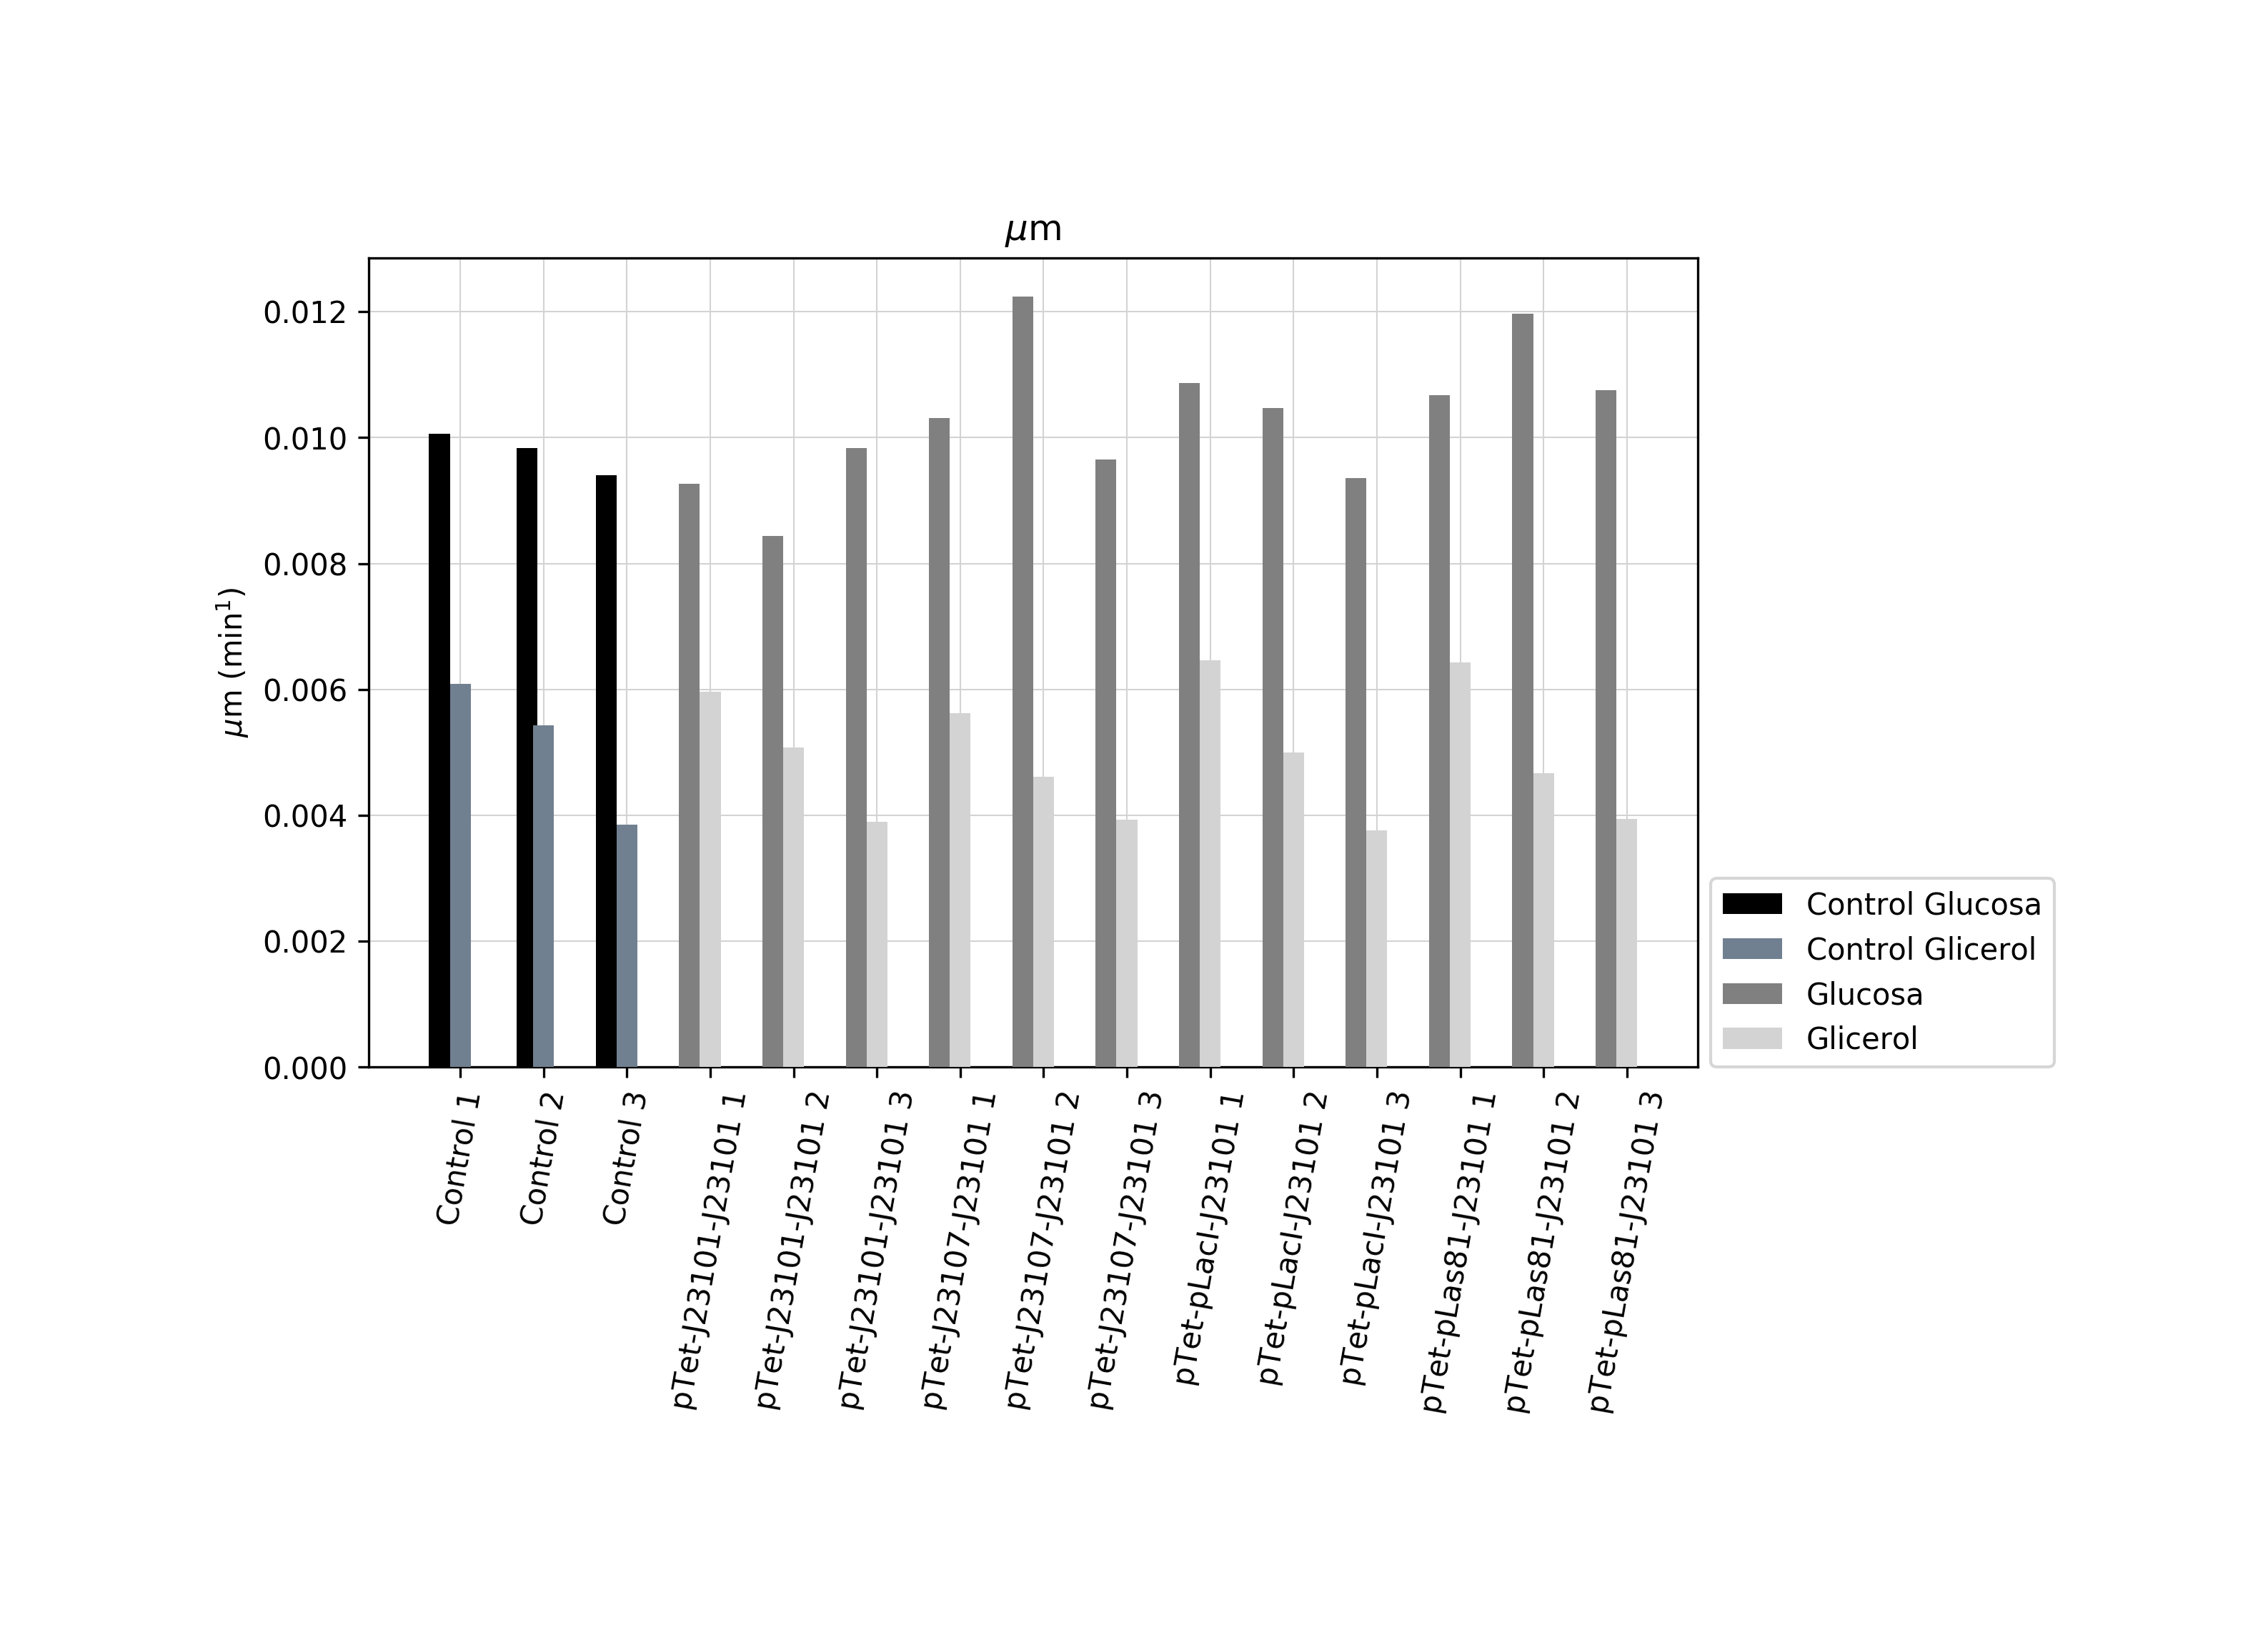 μm
0.012
0.010
0.008
0.006
0.004
0.002
0.000
μm (min¹)
Control 1
Control 2
Control 3
pTet-J23101-J23101 1
pTet-J23101-J23101 2
pTet-J23101-J23101 3
pTet-J23107-J23101 1
pTet-J23107-J23101 2
pTet-J23107-J23101 3
pTet-pLacI-J23101 1
pTet-pLacI-J23101 2
pTet-pLacI-J23101 3
pTet-pLas81-J23101 1
pTet-pLas81-J23101 2
pTet-pLas81-J23101 3
Control Glucosa
Control Glicerol
Glucosa
Glicerol